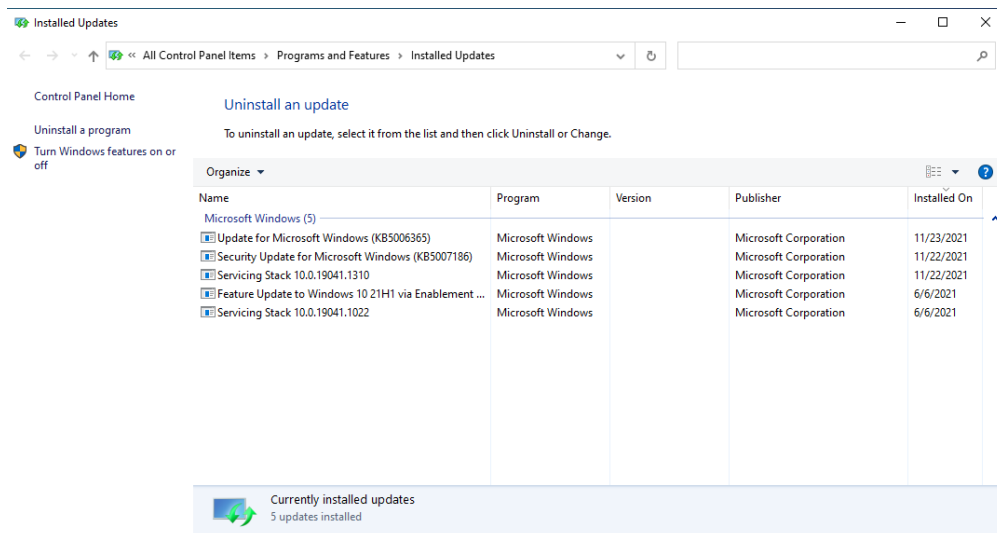 Installed Updates
« All Control Panel Items > Programs and Features > Installed Updates
Control Panel Home
Uninstall a program
Turn Windows features on or
off
Uninstall an update
To uninstall an update, select it from the list and then click Uninstall or Change.
Organize
Name Program Version Publisher Installed On
Microsoft Windows (5)
Update for Microsoft Windows (KB5006365) Microsoft Windows Microsoft Corporation 11/23/2021
Security Update for Microsoft Windows (KB5007186) Microsoft Windows Microsoft Corporation 11/22/2021
Servicing Stack 10.0.19041.1310 Microsoft Windows Microsoft Corporation 11/22/2021
Feature Update to Windows 10 21H1 via Enablement ... Microsoft Windows Microsoft Corporation 6/6/2021
Servicing Stack 10.0.19041.1022 Microsoft Windows Microsoft Corporation 6/6/2021
Currently installed updates
5 updates installed